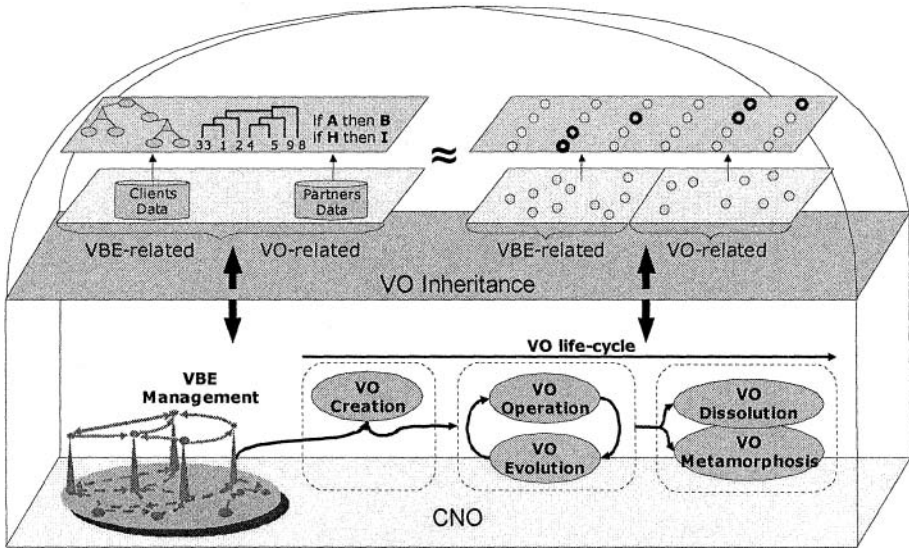 If A then B
If H then I
33 1 2 4 5 9 8
≈
Clients
Data
Partners
Data
VBE-related VO-related
VBE-related VO-related
VO Inheritance
VO life-cycle
VBE
Management
VO
Creation
VO
Operation
VO
Evolution
VO
Dissolution
VO
Metamorphosis
CNO